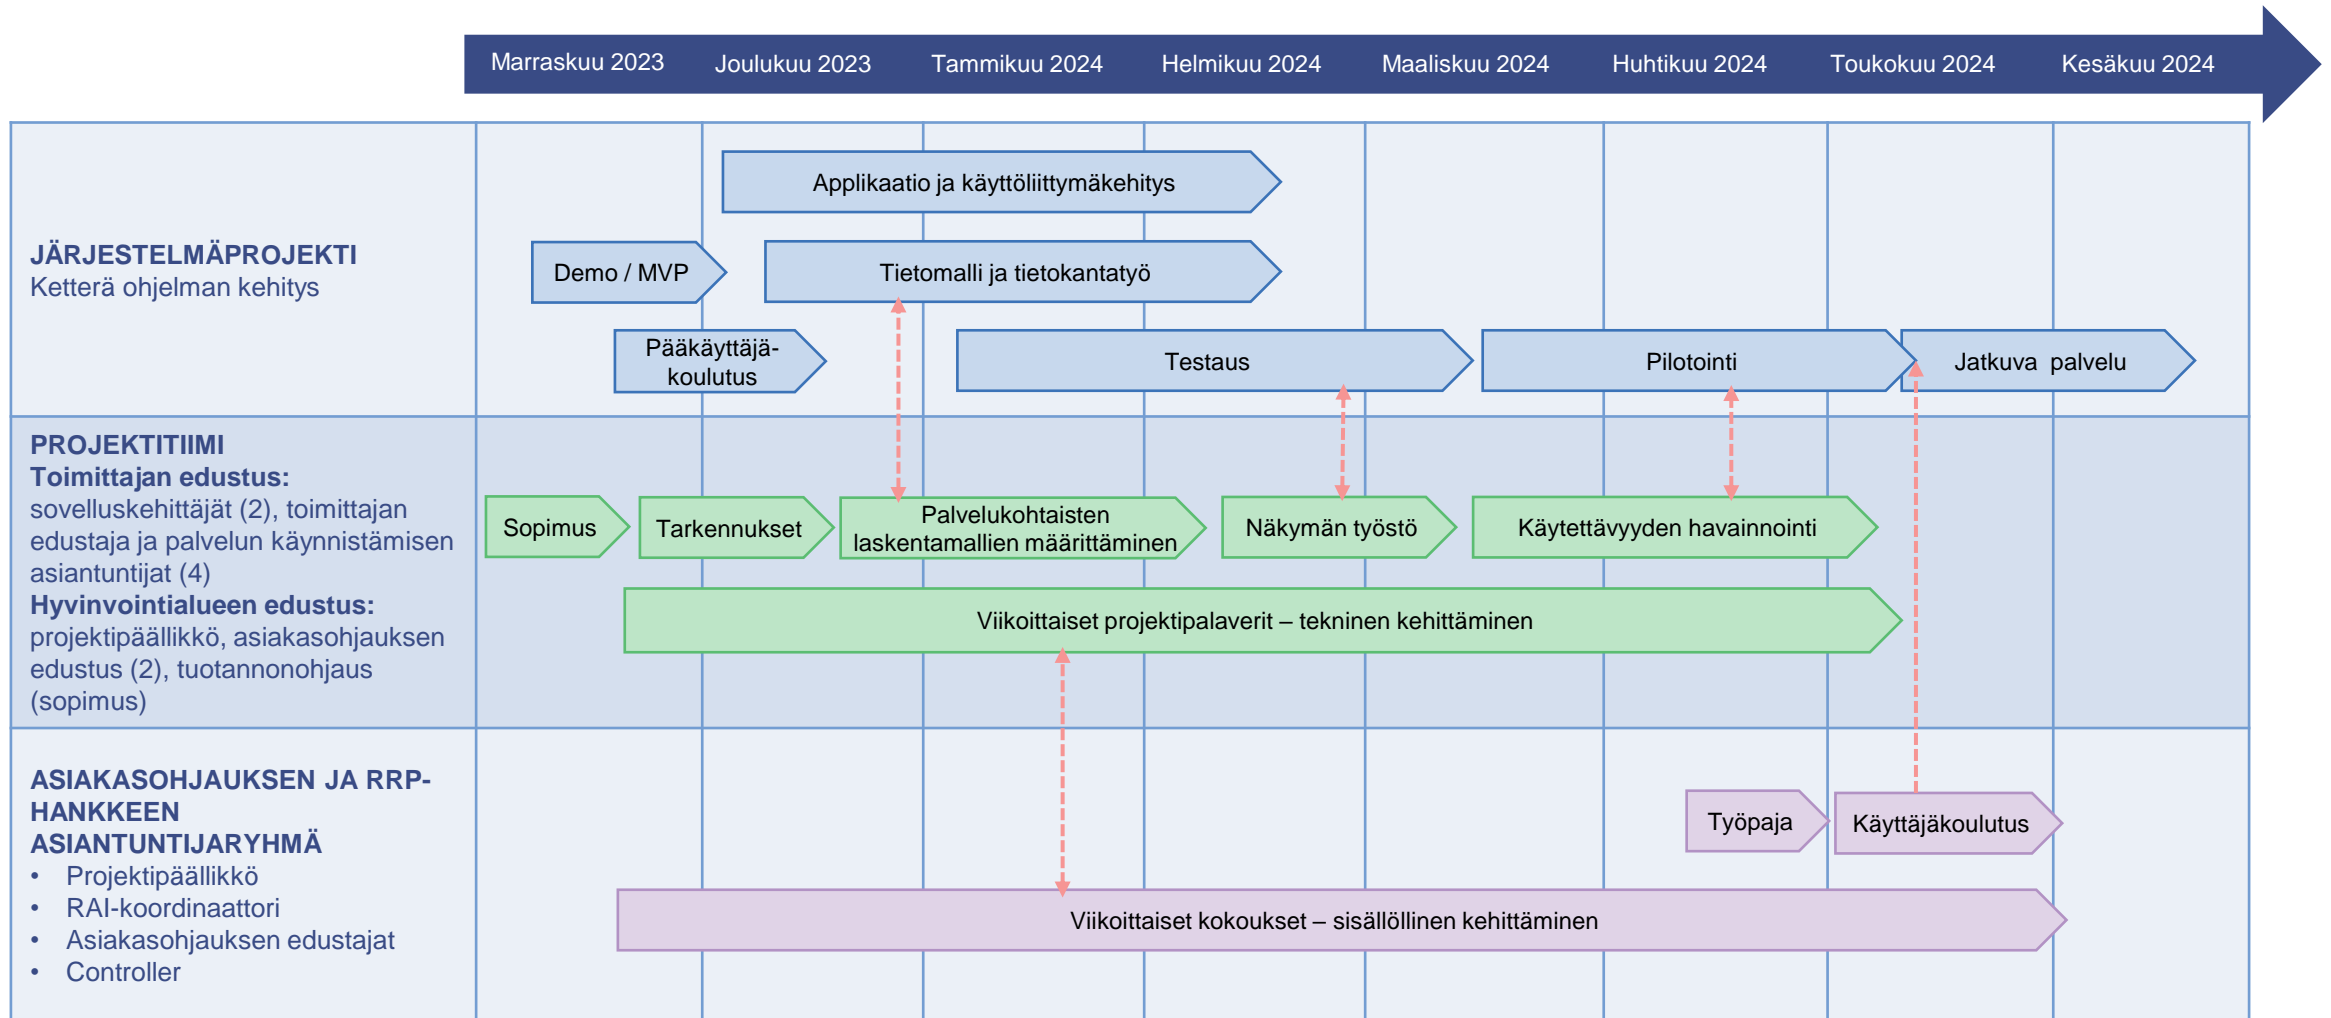 Marraskuu 2023
Joulukuu 2023
Tammikuu 2024
Helmikuu 2024
Maaliskuu 2024
Huhtikuu 2024
Toukokuu 2024
Kesäkuu 2024
JÄRJESTELMÄPROJEKTI
Ketterä ohjelman kehitys
Applikaatio ja käyttöliittymäkehitys
Demo / MVP
Tietomalli ja tietokantatyö
Pääkäyttäjä-
koulutus
Testaus
Pilotointi
Jatkuva palvelu
PROJEKTITIIMI
Toimittajan edustus:
sovelluskehittäjät (2), toimittajan
edustaja ja palvelun käynnistämisen
asiantuntijat (4)
Hyvinvointialueen edustus:
projektipäällikkö, asiakasohjauksen
edustus (2), tuotannonohjaus
(sopimus)
Sopimus
Tarkennukset
Palvelukohtaisten
laskentamallien määrittäminen
Näkymän työstö
Käytettävyyden havainnointi
Viikoittaiset projektipalaverit – tekninen kehittäminen
ASIAKASOHJAUKSEN JA RRP-
HANKKEEN
ASIANTUNTIJARYHMÄ
• Projektipäällikkö
• RAI-koordinaattori
• Asiakasohjauksen edustajat
• Controller
Työpaja
Käyttäjäkoulutus
Viikoittaiset kokoukset – sisällöllinen kehittäminen